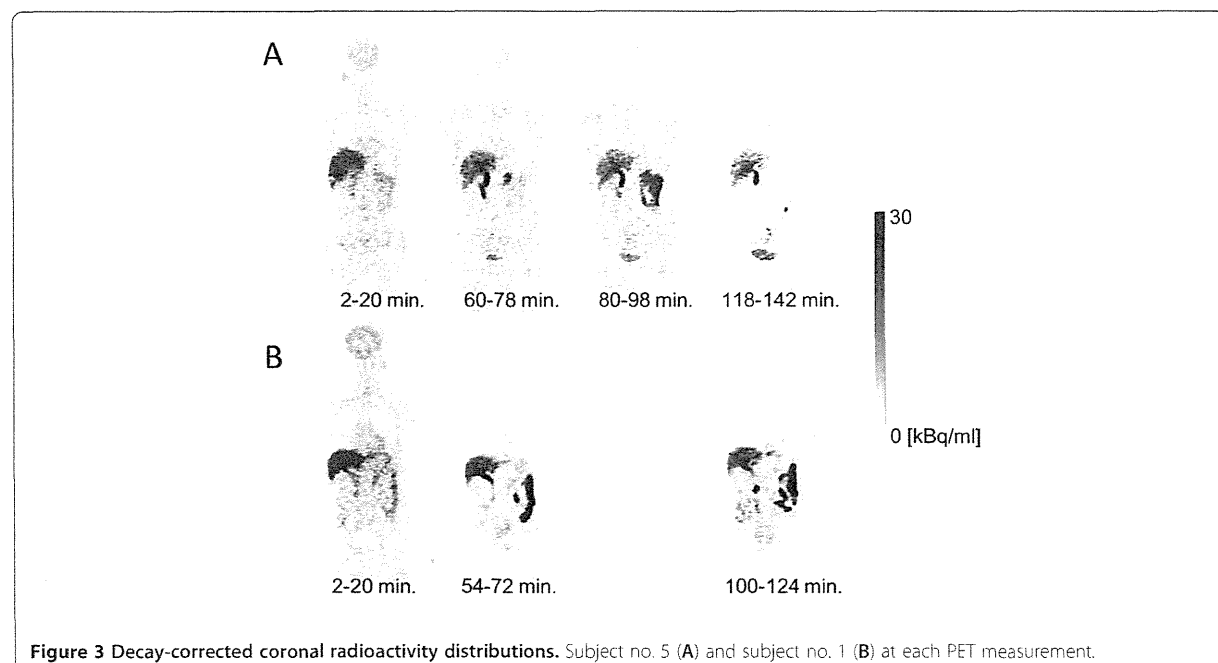 A
2-20 min.
60-78 min.
80-98 min.
118-142 min.
30
0 [kBq/ml]
B
2-20 min.
54-72 min.
100-124 min.
Figure 3 Decay-corrected coronal radioactivity distributions. Subject no. 5 (A) and subject no. 1 (B) at each PET measurement.